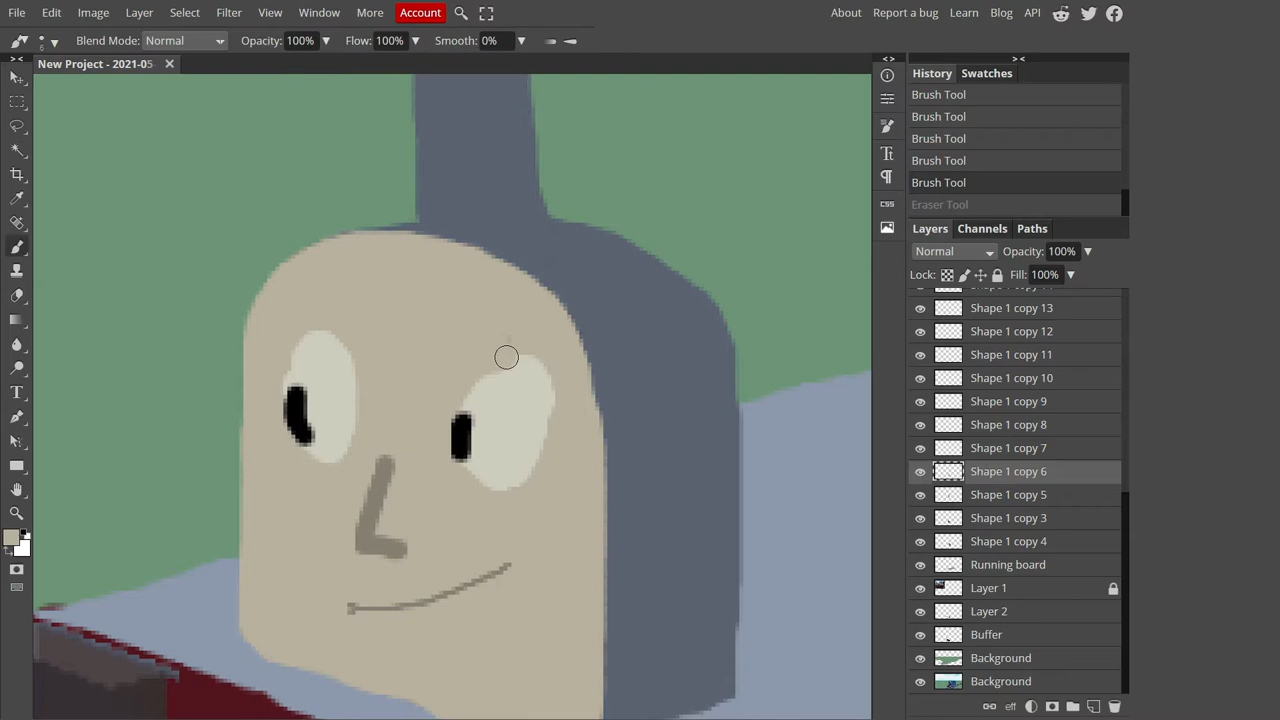 File Edit Image Layer Select Filter View Window More Account About Report a bug Learn Blog API
6 Blend Mode: Normal Opacity: 100% Flow: 100% Smooth: 0%
New Project - 2021-05
History Swatches
Brush Tool
Brush Tool
Brush Tool
Brush Tool
Brush Tool
Eraser Tool
Layers Channels Paths
Normal Opacity: 100%
Lock: Fill: 100%
Shape 1 copy 13
Shape 1 copy 12
Shape 1 copy 11
Shape 1 copy 10
Shape 1 copy 9
Shape 1 copy 8
Shape 1 copy 7
Shape 1 copy 6
Shape 1 copy 5
Shape 1 copy 3
Shape 1 copy 4
Running board
Layer 1
Layer 2
Buffer
Background
Background
CSS
eff